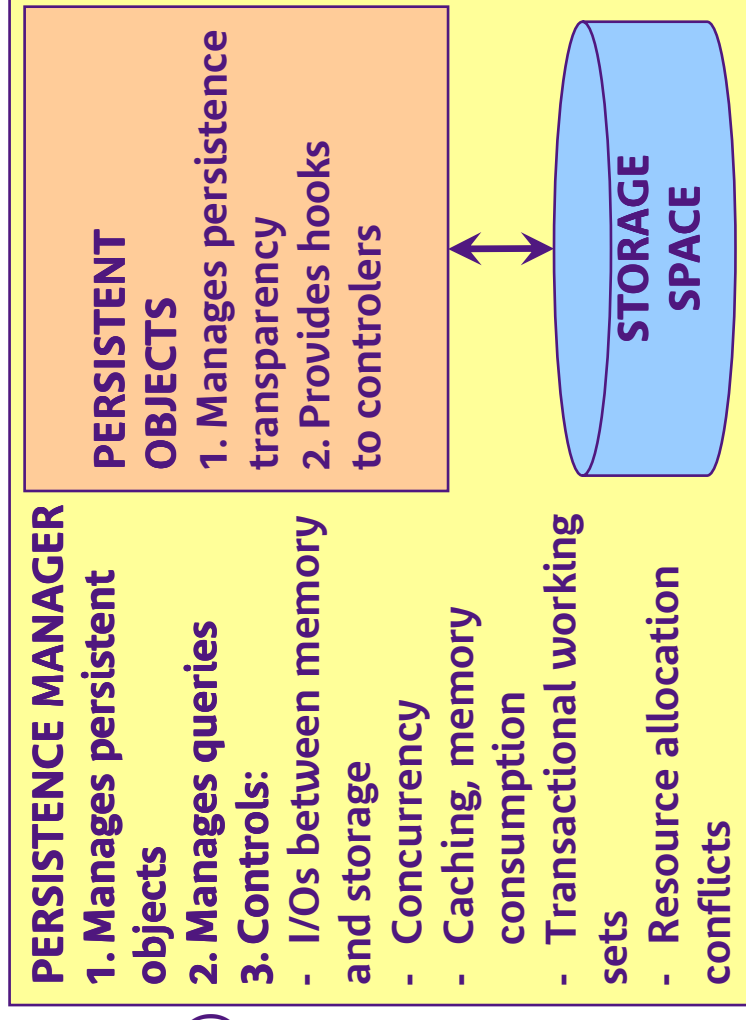 PERSISTENCE MANAGER
1. Manages persistent
objects
2. Manages queries
3. Controls:
- I/Os between memory
and storage
- Concurrency
- Caching, memory
consumption
- Transactional working
sets
- Resource allocation
conflicts
PERSISTENT
OBJECTS
1. Manages persistence
transparency
2. Provides hooks
to controlers
STORAGE
SPACE